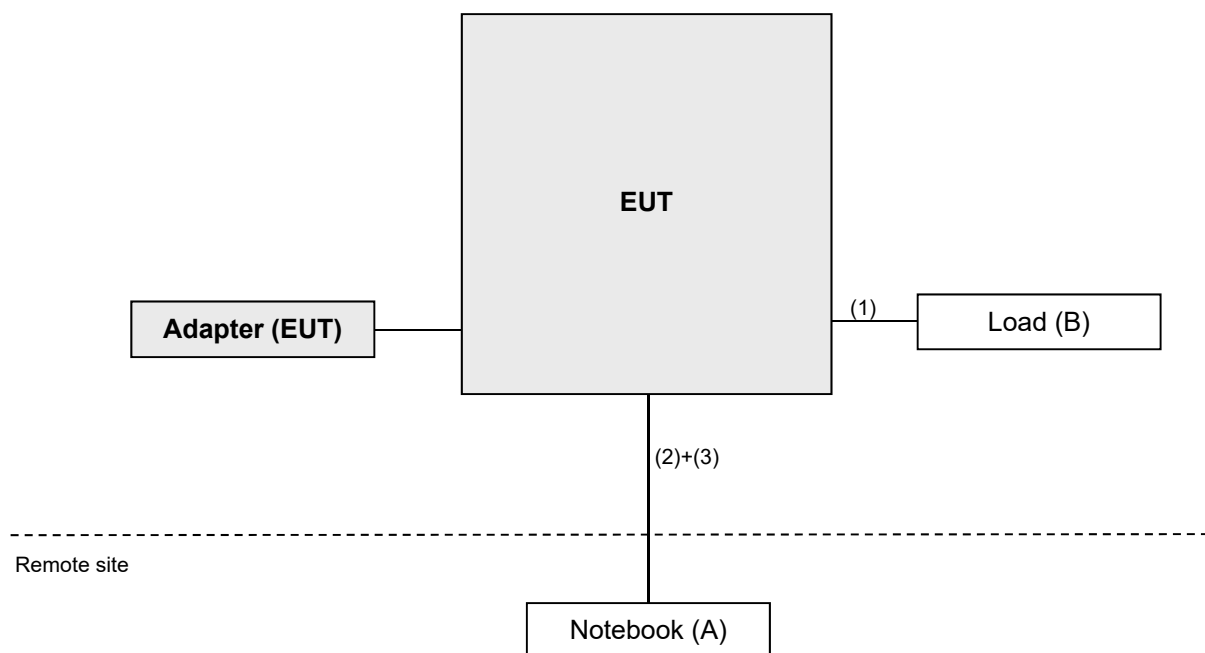 EUT
(1)
Adapter (EUT)
Load (B)
(2)+(3)
Remote site
Notebook (A)